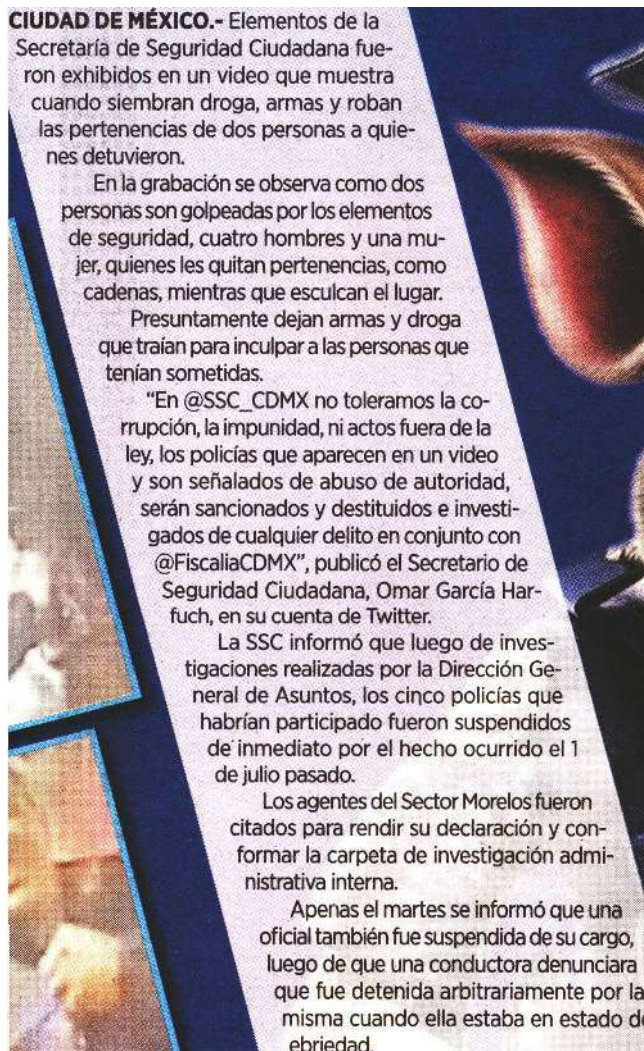 CIUDAD DE MÉXICO.- Elementos de la
Secretaría de Seguridad Ciudadana fue-
ron exhibidos en un video que muestra
cuando siembran droga, armas y roban
las pertenencias de dos personas a quie-
nes detuvieron.
En la grabación se observa como dos
personas son golpeadas por los elementos
de seguridad, cuatro hombres y una mu-
jer, quienes les quitan pertenencias, como
cadenas, mientras que esculcan el lugar.
Presuntamente dejan armas y droga
que traían para inculpar a las personas que
tenían sometidas.
"En @SSC_CDMX no toleramos la co-
rrupción, la impunidad, ni actos fuera de la
ley, los policías que aparecen en un video
y son señalados de abuso de autoridad,
serán sancionados y destituidos e investi-
gados de cualquier delito en conjunto con
@FiscaliaCDMX", publicó el Secretario de
Seguridad Ciudadana, Omar García Har-
fuch, en su cuenta de Twitter.
La SSC informó que luego de inves-
tigaciones realizadas por la Dirección Ge-
neral de Asuntos, los cinco policías que
habrían participado fueron suspendidos
de inmediato por el hecho ocurrido el 1
de julio pasado.
Los agentes del Sector Morelos fueron
citados para rendir su declaración y con-
formar la carpeta de investigación admi-
nistrativa interna.
Apenas el martes se informó que una
oficial también fue suspendida de su cargo,
luego de que una conductora denunciara
que fue detenida arbitrariamente por la
misma cuando ella estaba en estado de
ebriedad.